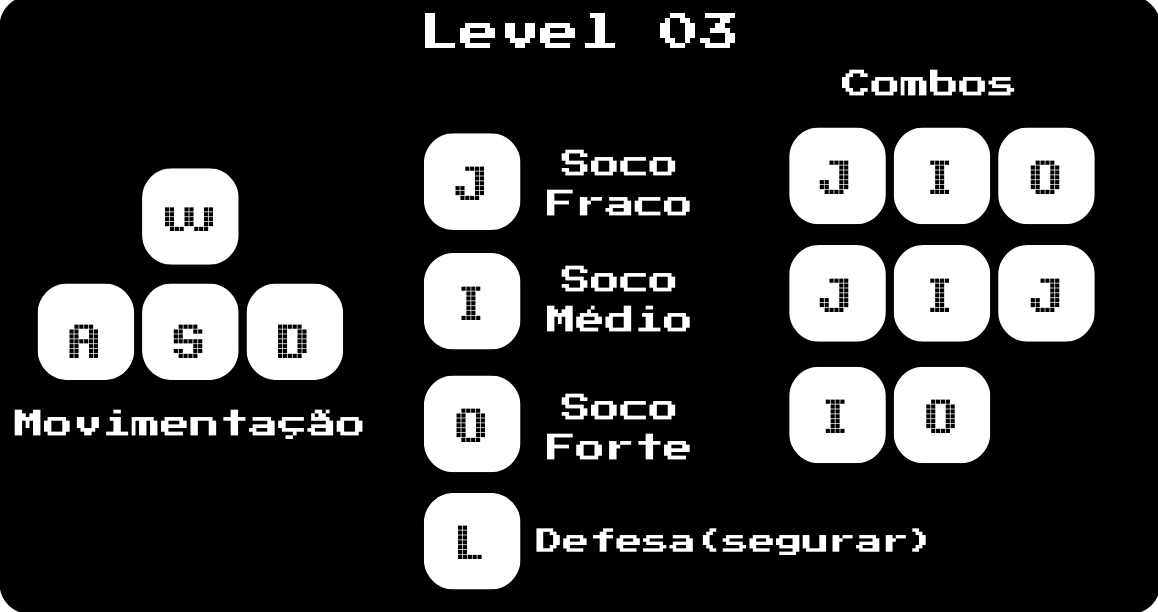 Level 03
W
A S D
Movimentação
J Soco
Fraco
I Soco
Médio
O Soco
Forte
L Defesa(segurar)
Combos
J I O
J I J
I O